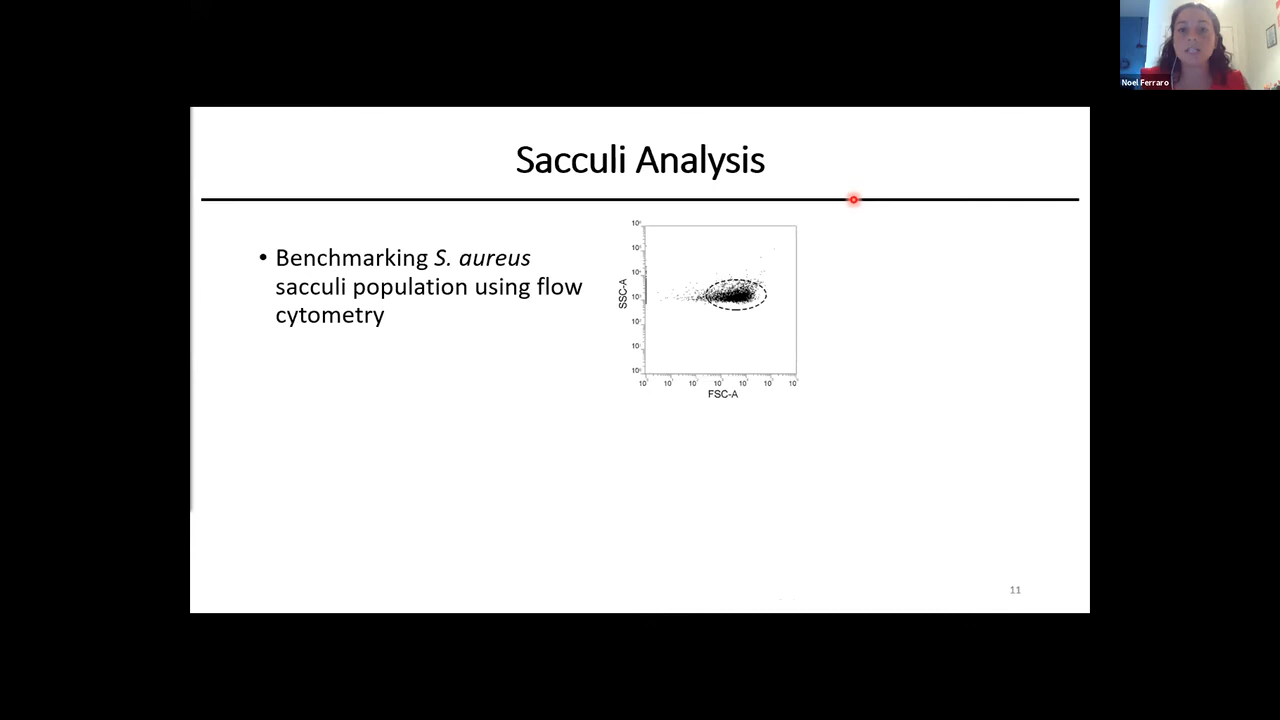 Noel Ferraro
Sacculi Analysis
• Benchmarking S. aureus
sacculi population using flow
cytometry
SSC-A
FSC-A
11